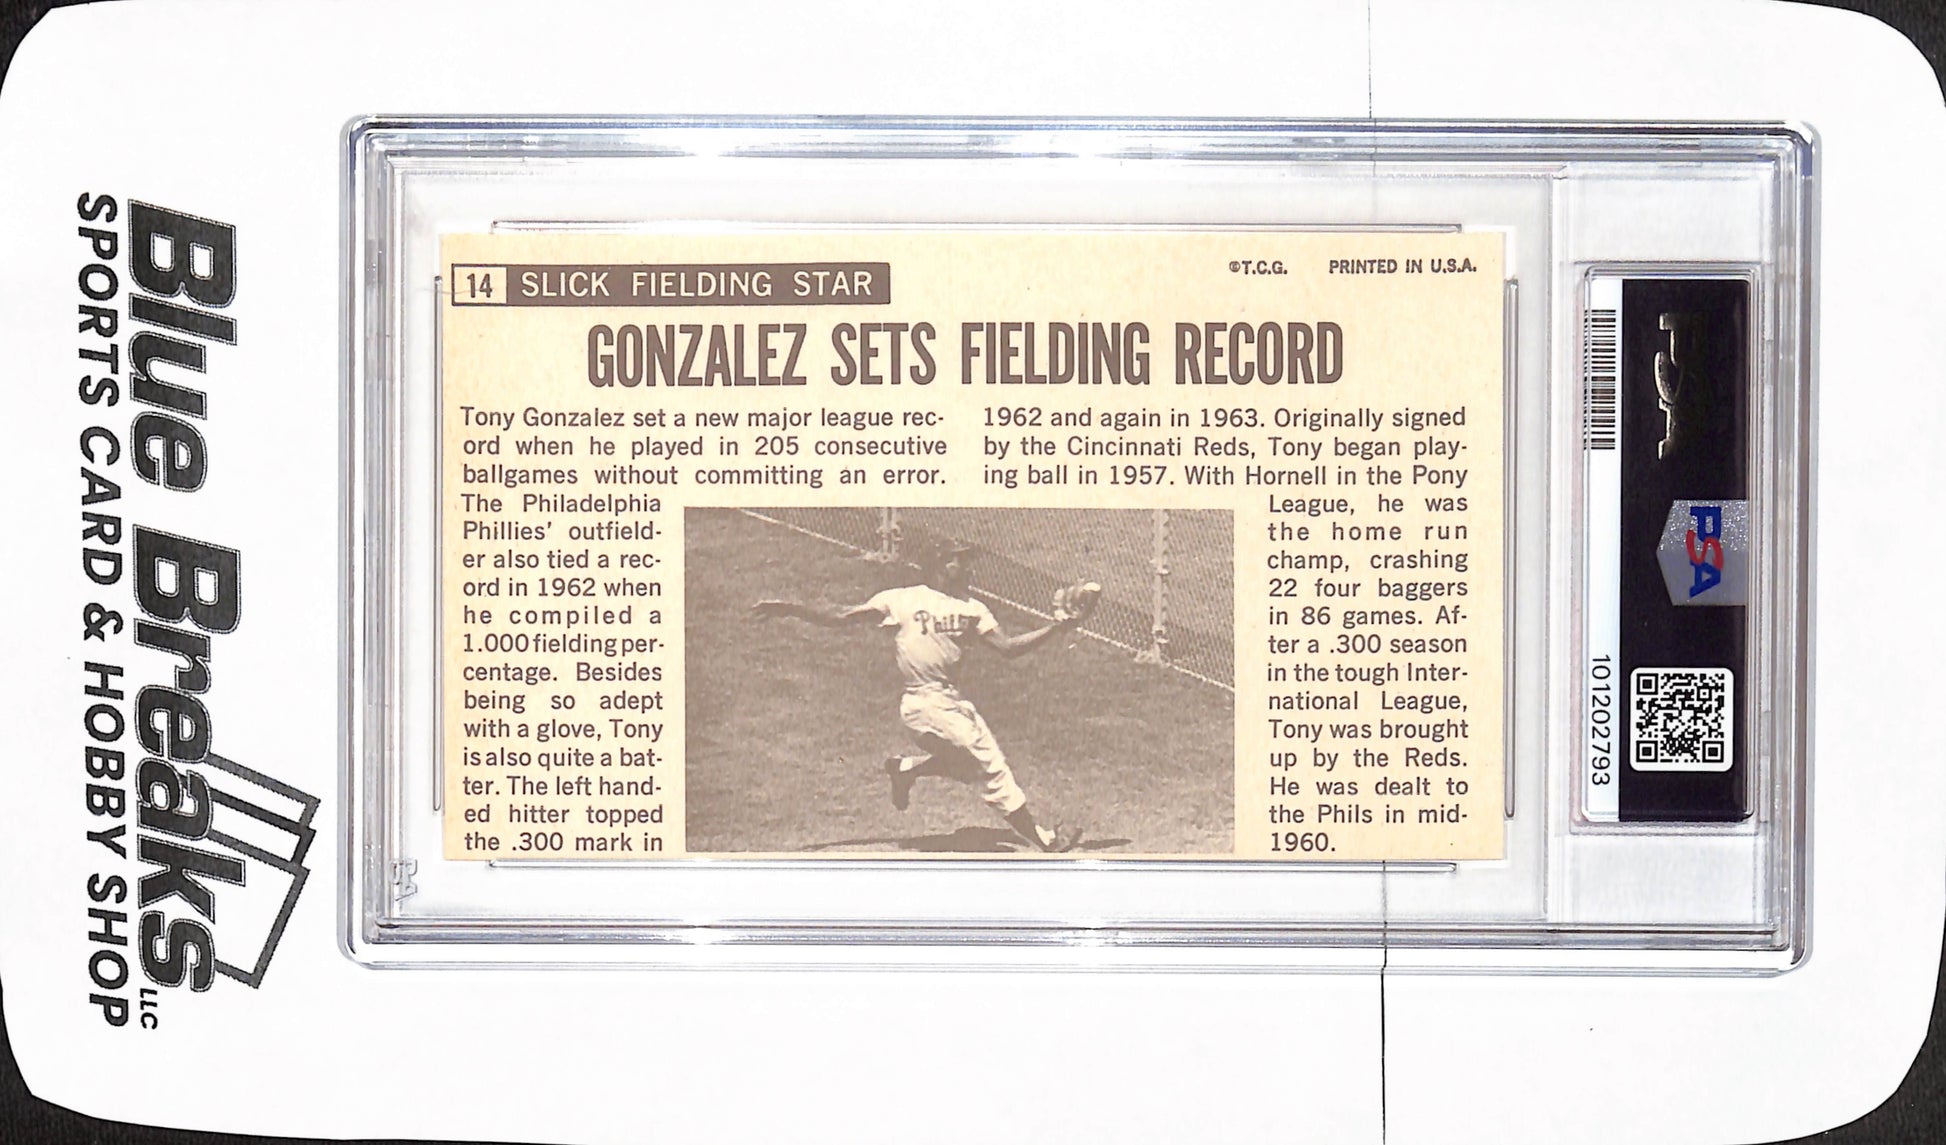 14 SLICK FIELDING STAR
©T.C.G. PRINTED IN U.S.A.
GONZALEZ SETS FIELDING RECORD
Tony Gonzalez set a new major league rec-
ord when he played in 205 consecutive
ballgames without committing an error.
The Philadelphia
Phillies' outfield-
er also tied a rec-
ord in 1962 when
he compiled a
1.000 fielding per-
centage. Besides
being so adept
with a glove, Tony
is also quite a bat-
ter. The left hand-
ed hitter topped
the .300 mark in
1962 and again in 1963. Originally signed
by the Cincinnati Reds, Tony began play-
ing ball in 1957. With Hornell in the Pony
League, he was
the home run
champ, crashing
22 four baggers
in 86 games. Af-
ter a .300 season
in the tough Inter-
national League,
Tony was brought
up by the Reds.
He was dealt to
the Phils in mid-
1960.
Phillies
PSA
PSA
101202793
PSA
Blue Breaks LLC
SPORTS CARD & HOBBY SHOP